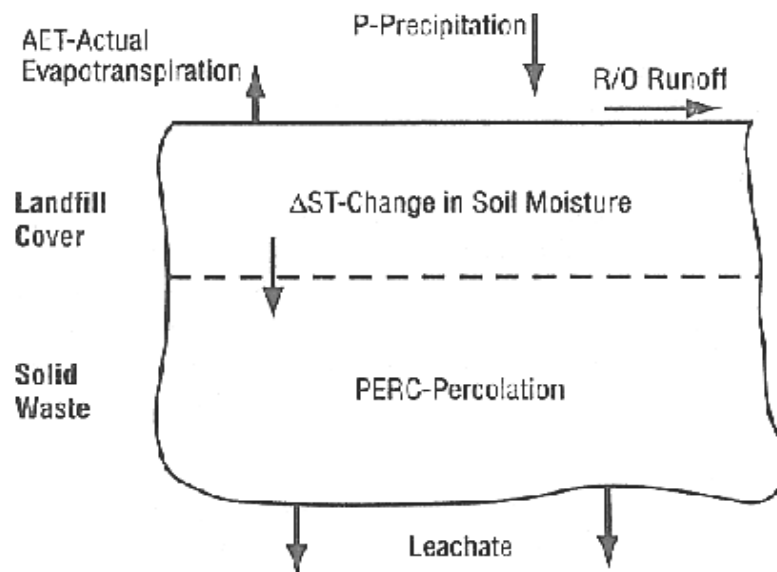 P-Precipitation
AET-Actual
Evapotranspiration
R/O Runoff
Landfill
Cover
ΔST-Change in Soil Moisture
Solid
Waste
PERC-Percolation
Leachate